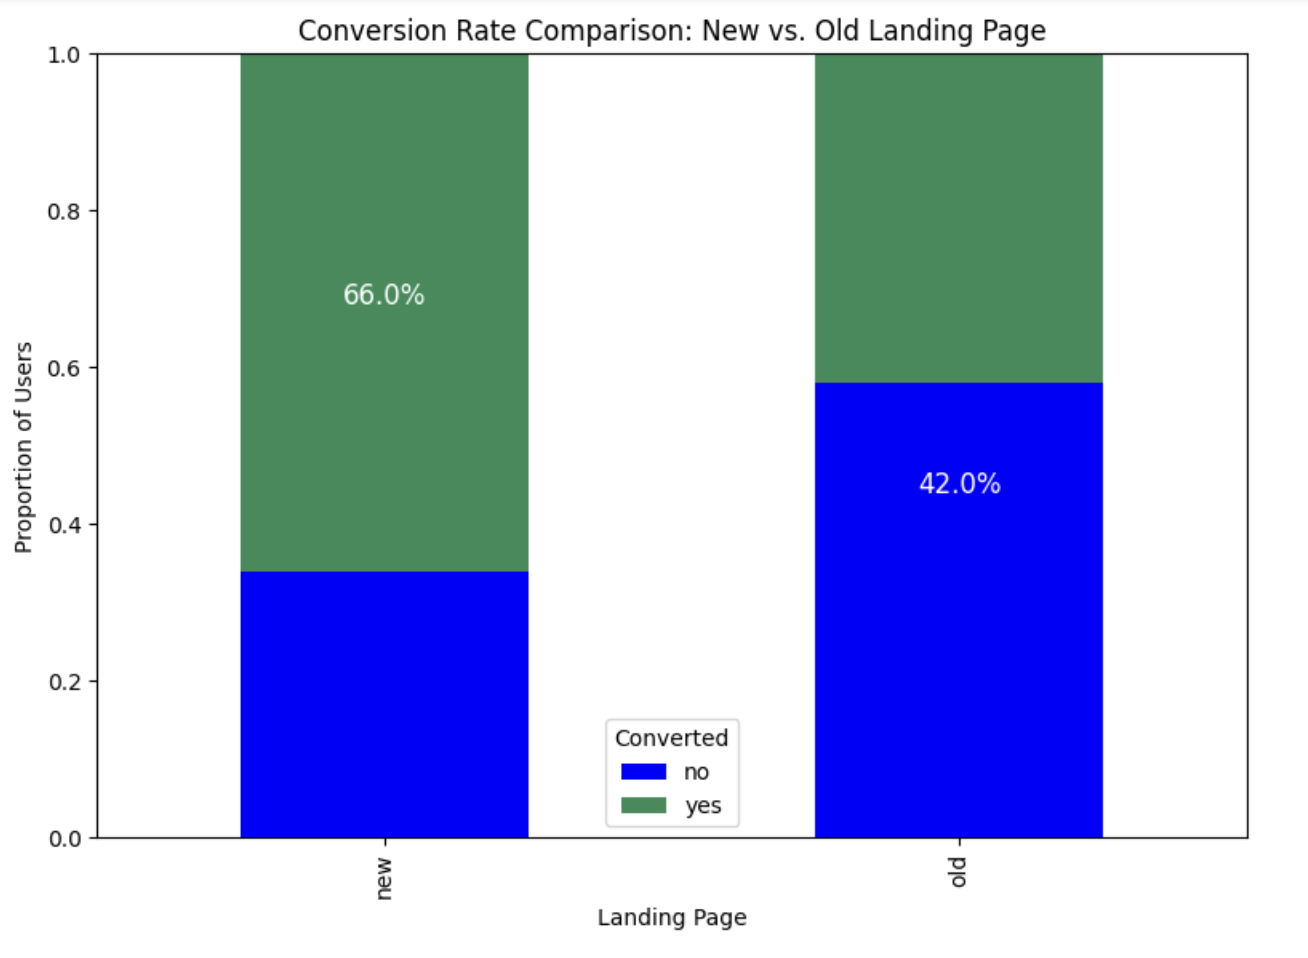 Conversion Rate Comparison: New vs. Old Landing Page
1.0
0.8
0.6
0.4
0.2
0.0
Proportion of Users
66.0%
42.0%
Converted
no
yes
new
old
Landing Page